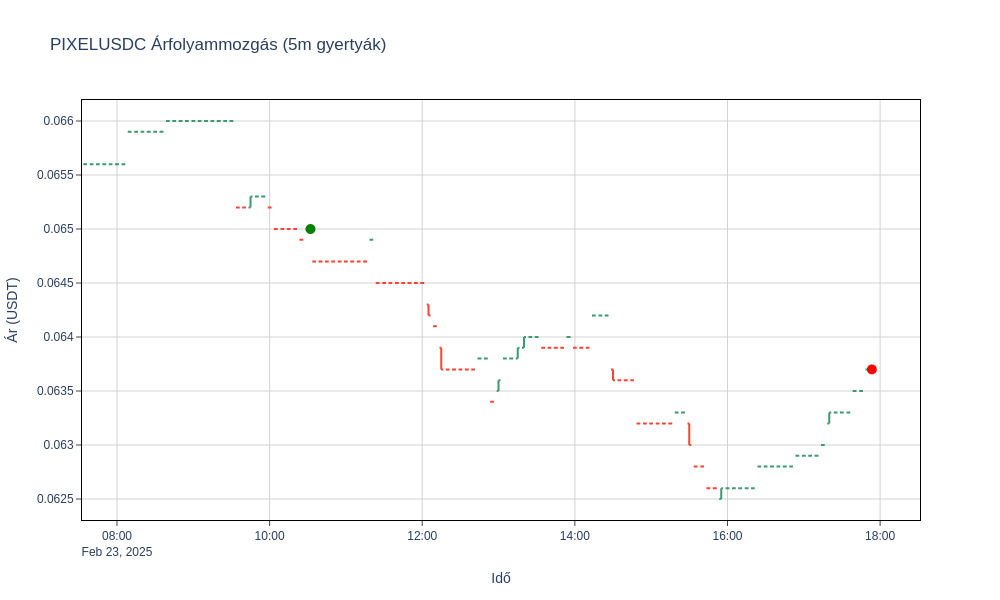 PIXELUSDC Árfolyammozgás (5m gyertyák)
0.066
0.0655
0.065
0.0645
0.064
0.0635
0.063
0.0625
Ár (USDT)
08:00 10:00 12:00 14:00 16:00 18:00
Feb 23, 2025
Idő